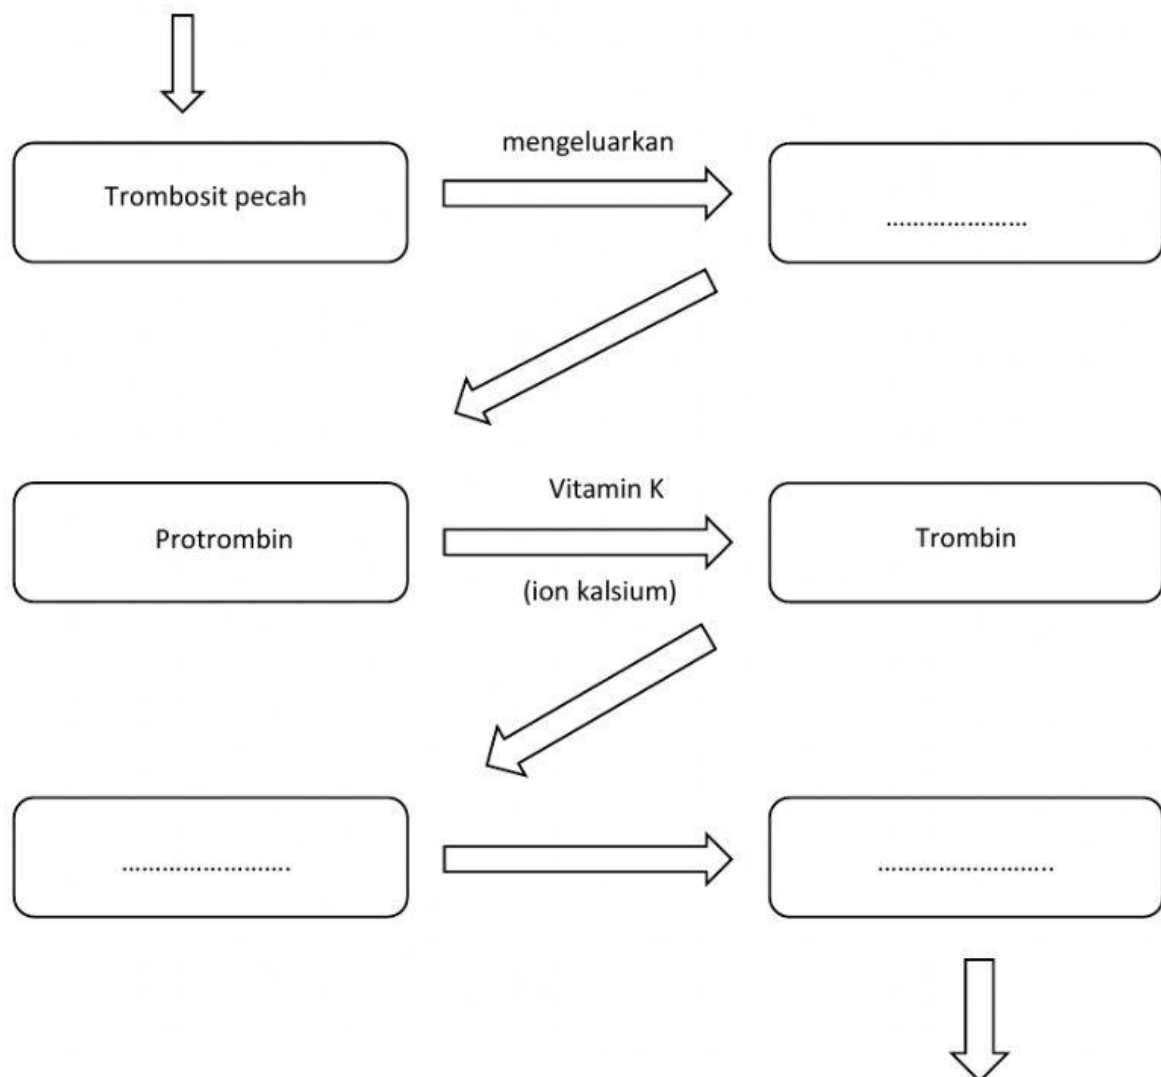 mengeluarkan
Trombosit pecah
.....................
Vitamin K
Protrombin
Trombin
(ion kalsium)
.........................
..........................